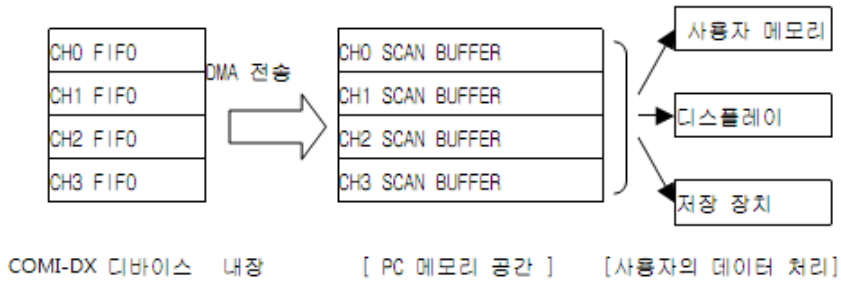 CH0 FIFO
CH1 FIFO
CH2 FIFO
CH3 FIFO
DMA 전송
CH0 SCAN BUFFER
CH1 SCAN BUFFER
CH2 SCAN BUFFER
CH3 SCAN BUFFER
사용자 메모리
디스플레이
저장 장치
COMI-DX 디바이스 내장
[ PC 메모리 공간 ]
[사용자의 데이터 처리]